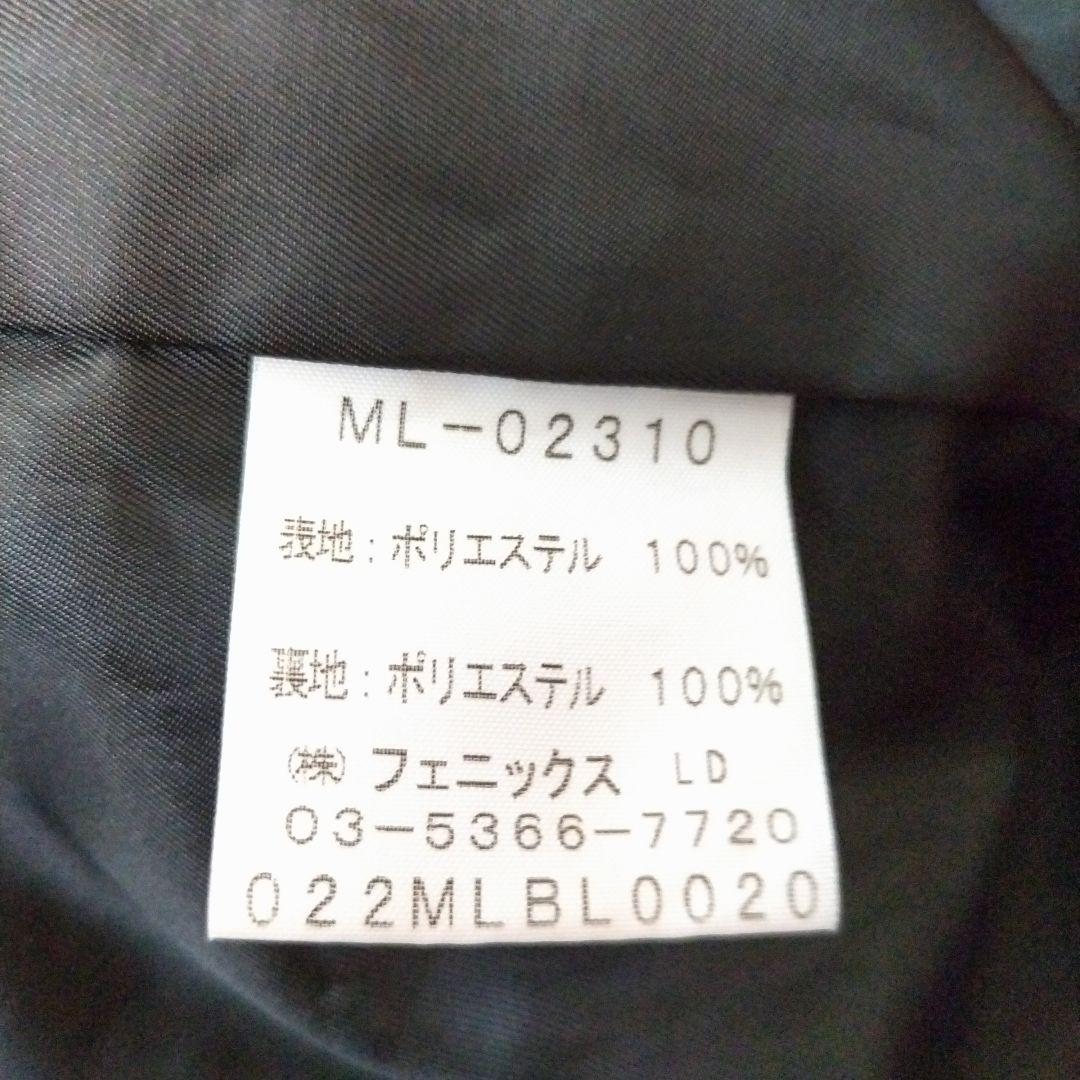 ML-02310
表地:ポリエステル 100%
裏地:ポリエステル 100%
㈱ フェニックス LD
03-5366-7720
022MLBL0020